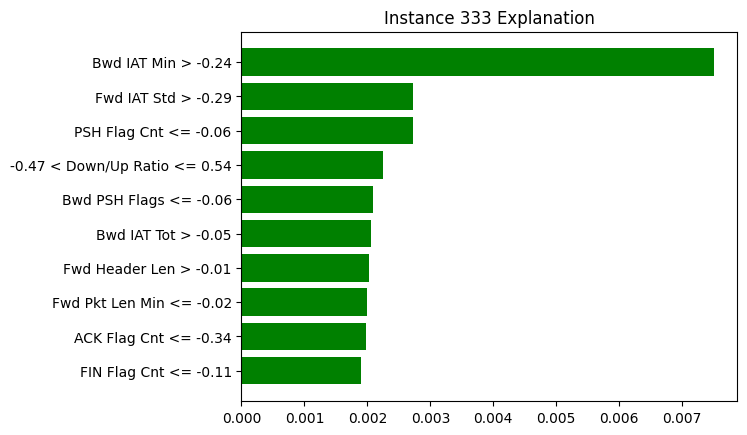 Instance 333 Explanation
Bwd IAT Min > -0.24
Fwd IAT Std > -0.29
PSH Flag Cnt <= -0.06
-0.47 < Down/Up Ratio <= 0.54
Bwd PSH Flags <= -0.06
Bwd IAT Tot > -0.05
Fwd Header Len > -0.01
Fwd Pkt Len Min <= -0.02
ACK Flag Cnt <= -0.34
FIN Flag Cnt <= -0.11
0.000 0.001 0.002 0.003 0.004 0.005 0.006 0.007